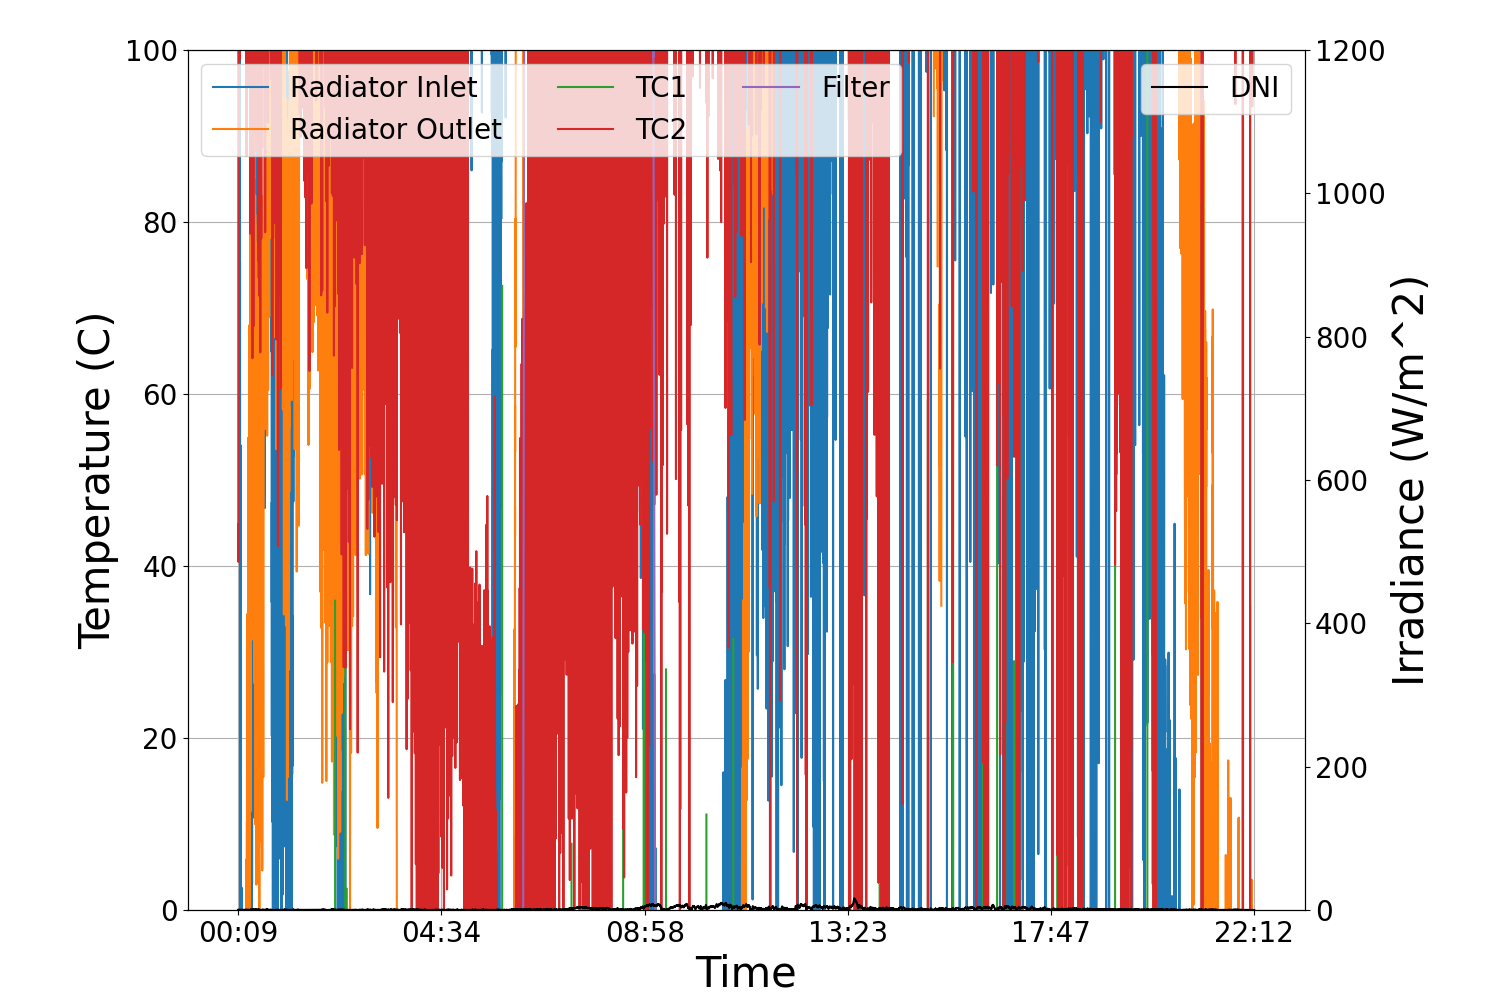 100
80
60
40
20
0
Temperature (C)
Radiator Inlet
Radiator Outlet
TC1
TC2
Filter
DNI
1200
1000
800
600
400
200
0
Irradiance (W/m^2)
00:09 04:34 08:58 13:23 17:47 22:12
Time